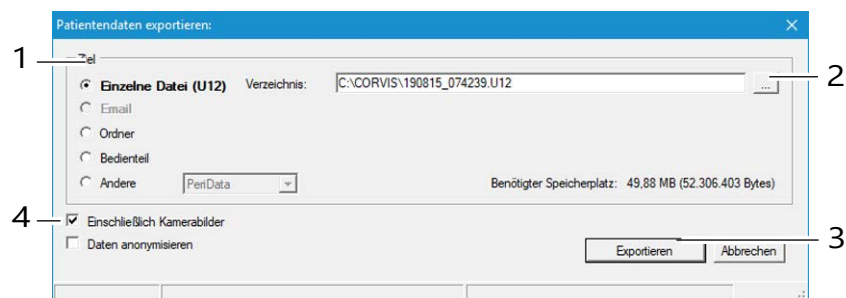 Patientendaten exportieren:
1
Ziel
Einzelne Datei (U12) Verzeichnis: C:\CORVIS\190815_074239.U12 ... 2
Email
Ordner
Bedienteil
Andere PeriData Benötigter Speicherplatz: 49,88 MB (52.306.403 Bytes)
4 Einschließlich Kamerabilder
Daten anonymisieren Exportieren Abbrechen 3